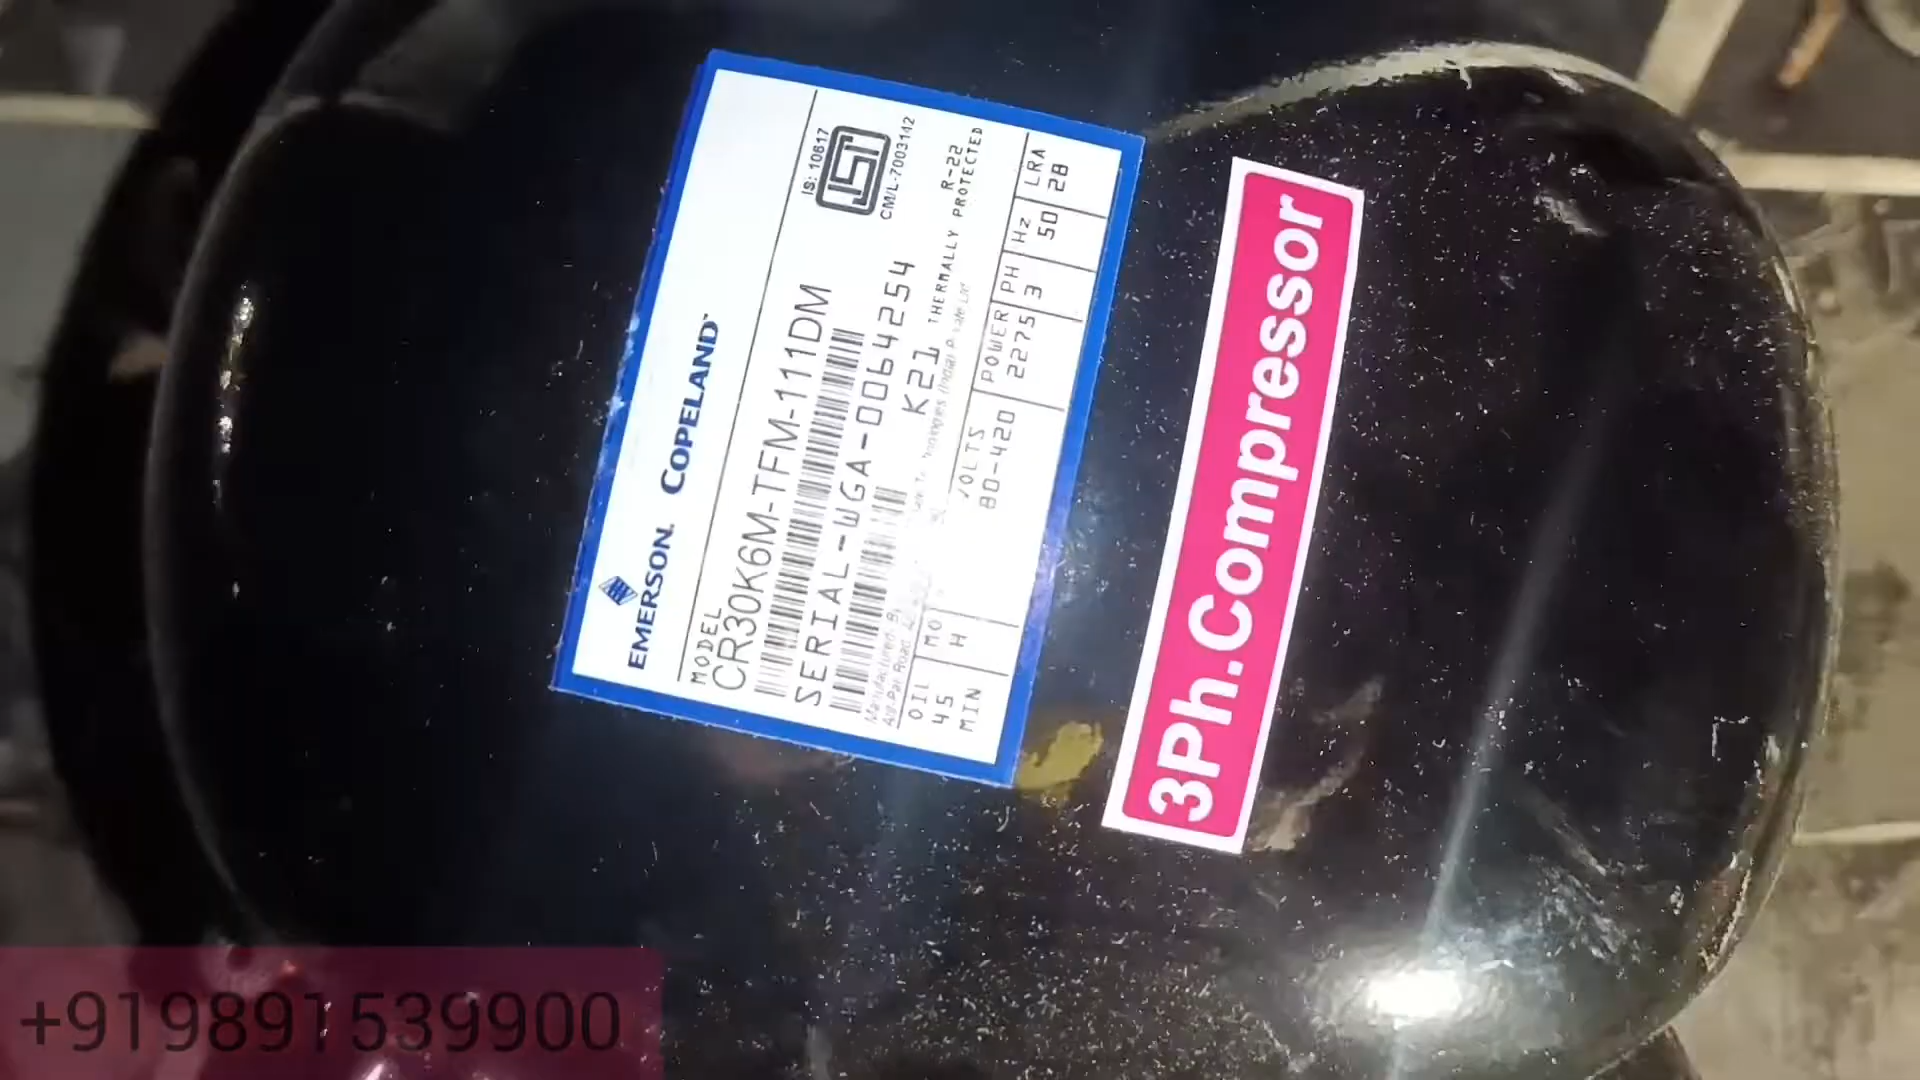 EMERSON COPELAND
MODEL
CR30K6M-TFM-111DM
IS: 10617
CM/L-7003142
SERIAL-WGA-00642254
K21
R-22
THERMALLY PROTECTED
OIL
45
MIN
H
VOLTS
80-420
POWER
2275
PH
3
Hz
50
LRA
28
3Ph.Compressor
+919891539900